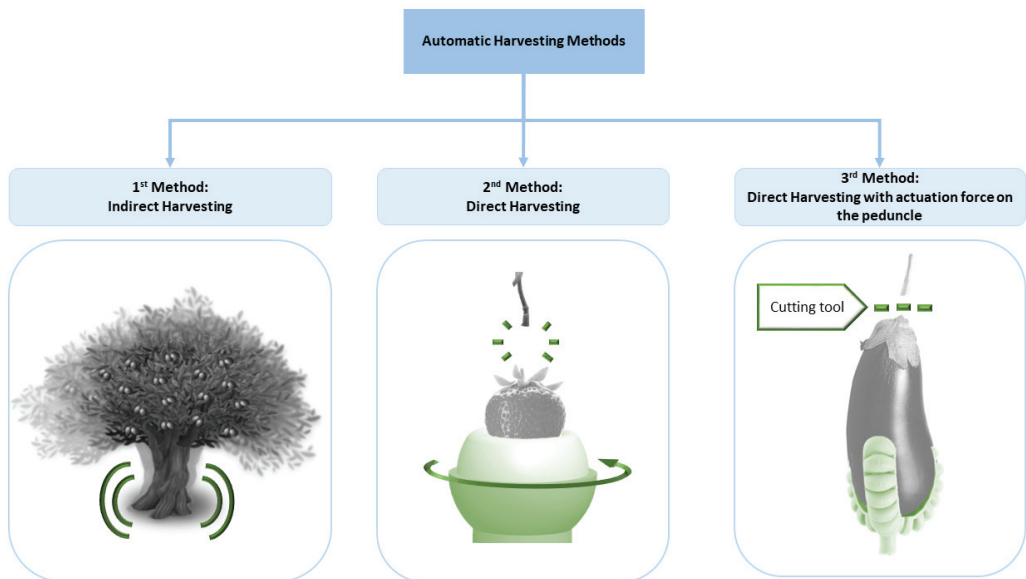 Automatic Harvesting Methods
1st Method:
Indirect Harvesting
2nd Method:
Direct Harvesting
3rd Method:
Direct Harvesting with actuation force on
the peduncle
Cutting tool